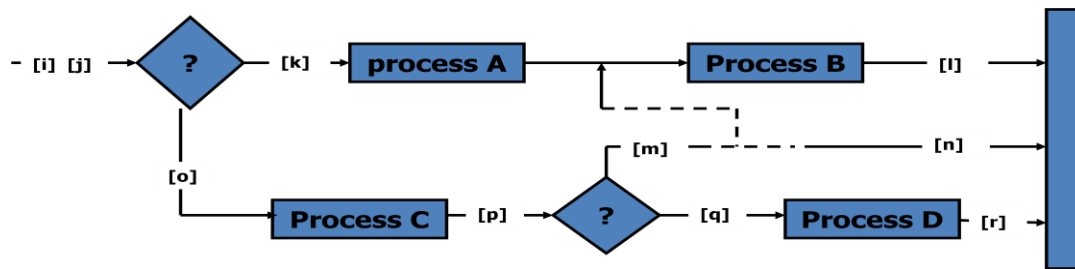 [i] [j]
?
[k]
process A
Process B
[l]
[m]
[n]
[o]
Process C
[p]
?
[q]
Process D
[r]